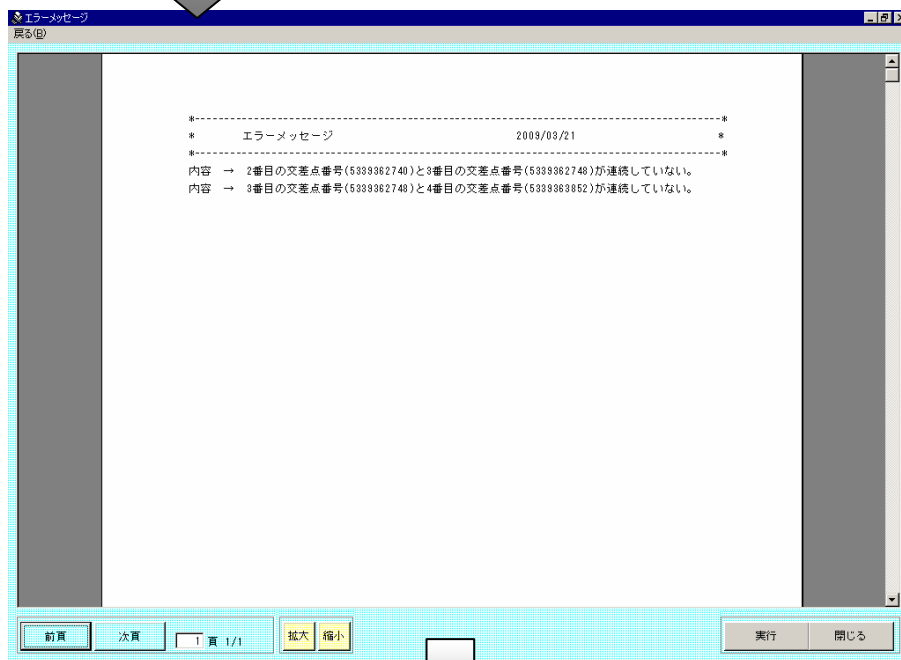 エラーメッセージ
戻る(B)
*------------------------------------------------------------------------*
* エラーメッセージ 2009/03/21 *
*------------------------------------------------------------------------*
内容 → 2番目の交差点番号(5339362740)と3番目の交差点番号(5339362748)が連続していない。
内容 → 3番目の交差点番号(5339362748)と4番目の交差点番号(5339363852)が連続していない。
前頁 次頁 1 頁 1/1 拡大 縮小 実行 閉じる